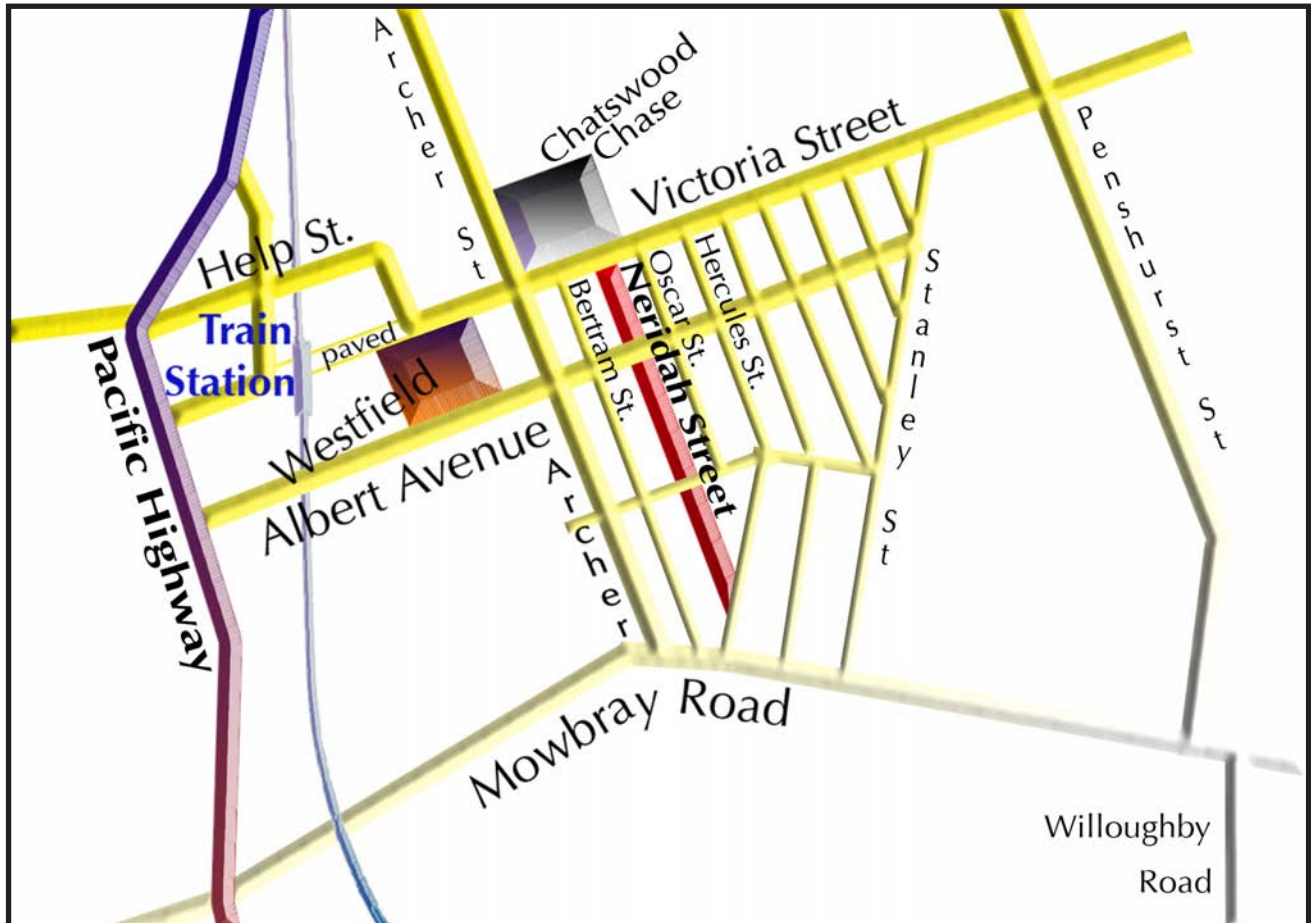 Archer St
Chatswood
Chase
Victoria Street
Penshurst St
Help St.
Train
Station
paved
Westfield
Albert Avenue
Pacific Highway
Bertram St.
Neridah Street
Oscar St.
Hercules St.
Stanley St
Archer
Mowbray Road
Willoughby
Road